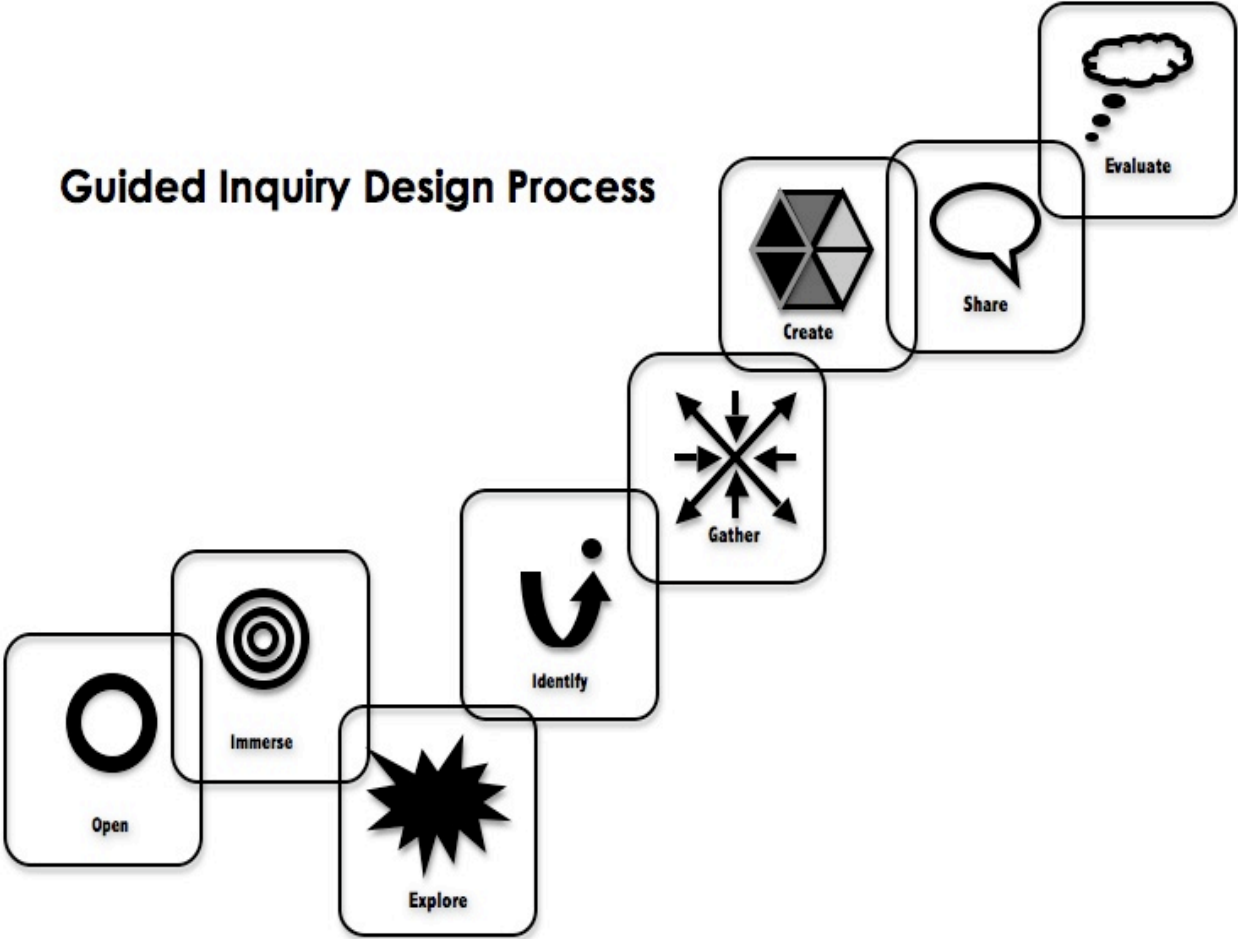 Guided Inquiry Design Process
Open
Immerse
Explore
Identify
Gather
Create
Share
Evaluate